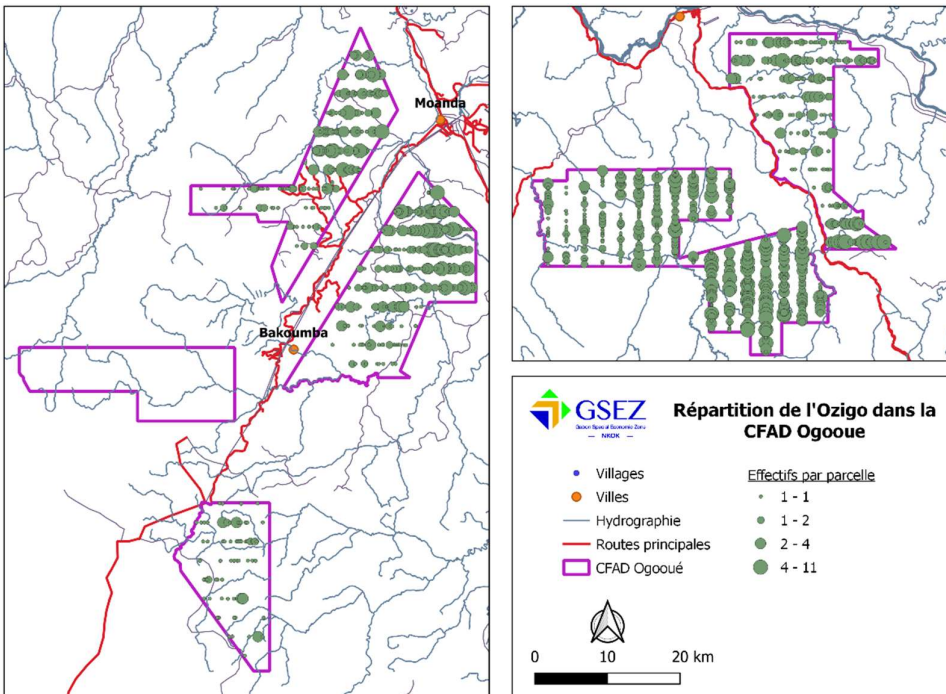 Moanda
Bakoumba
GSEZ
Gabon Special Economic Zone
— NKOK —
Répartition de l'Ozigo dans la
CFAD Ogooue
Villages
Villes
Hydrographie
Routes principales
CFAD Ogooué
Effectifs par parcelle
1 - 1
1 - 2
2 - 4
4 - 11
0 10 20 km